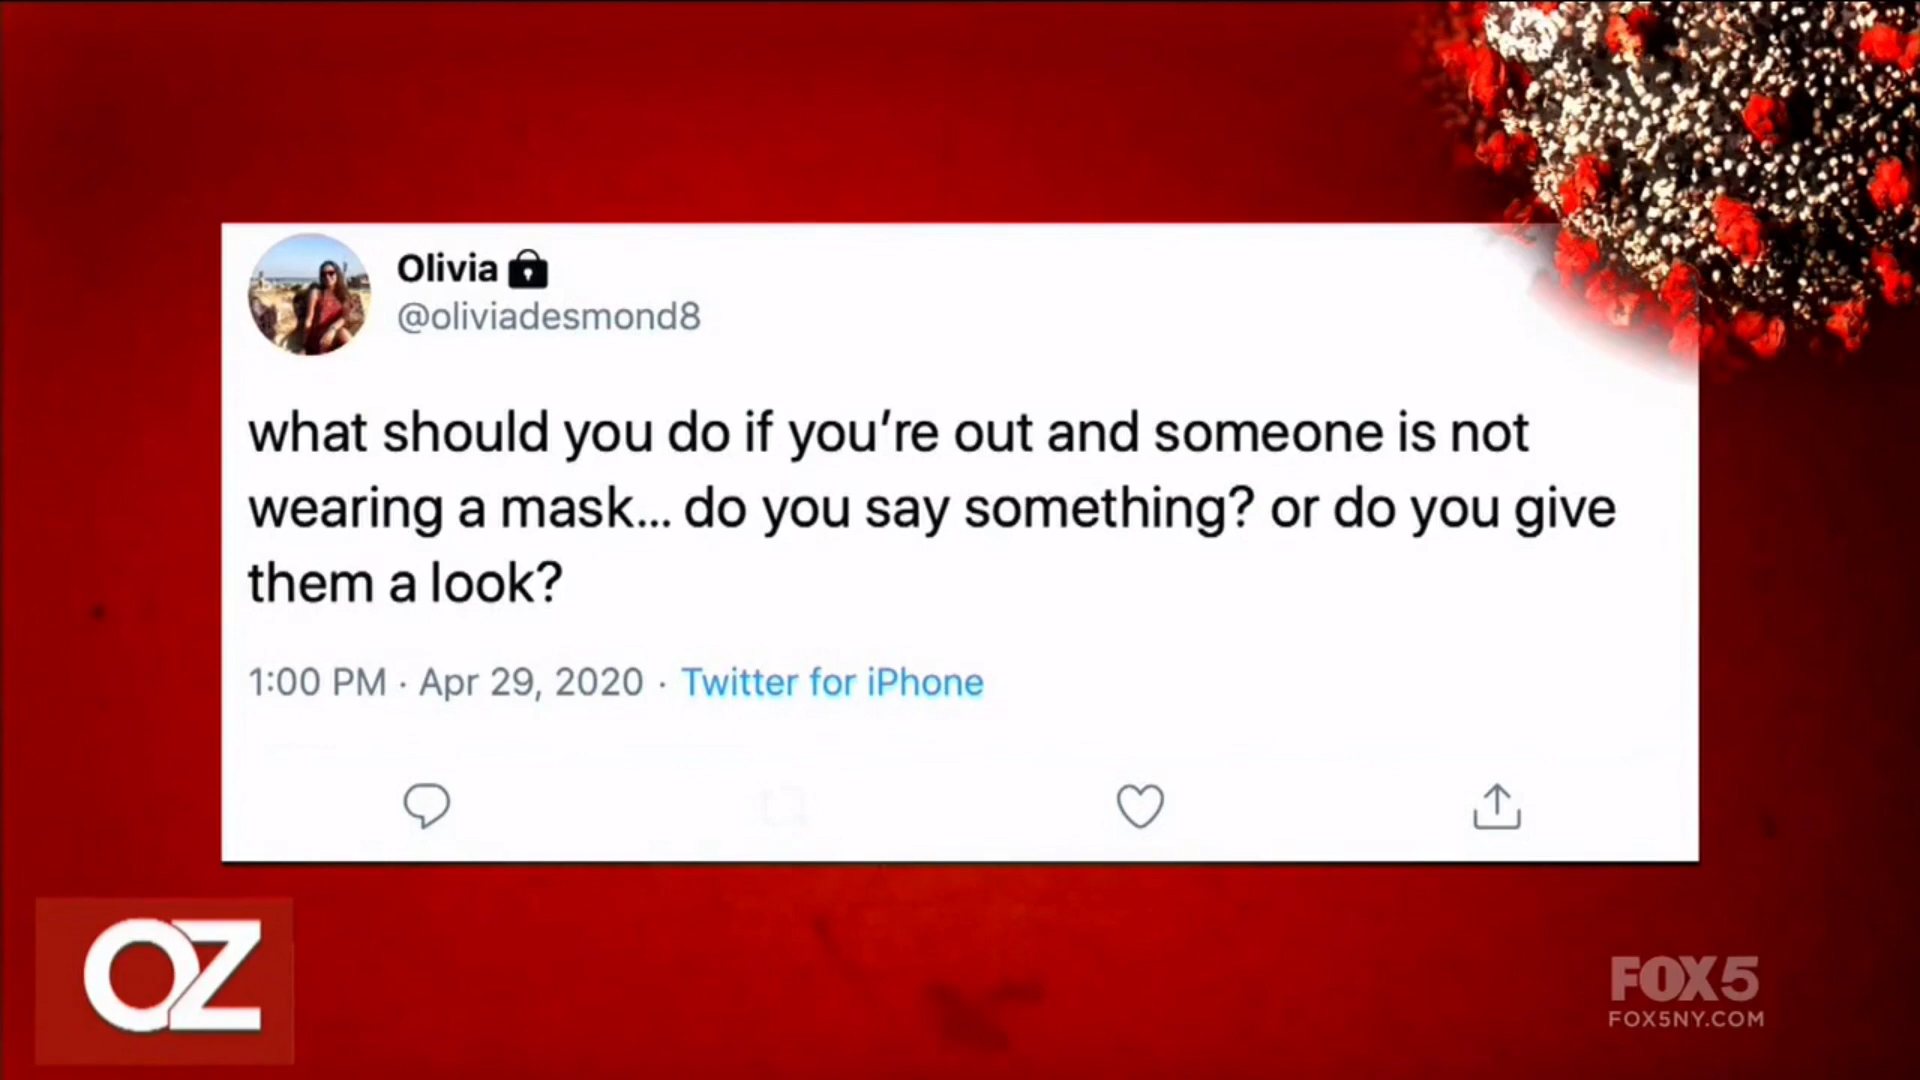 Olivia
@oliviadesmond8
what should you do if you're out and someone is not
wearing a mask... do you say something? or do you give
them a look?
1:00 PM · Apr 29, 2020 · Twitter for iPhone
OZ
FOX5
FOX5NY.COM